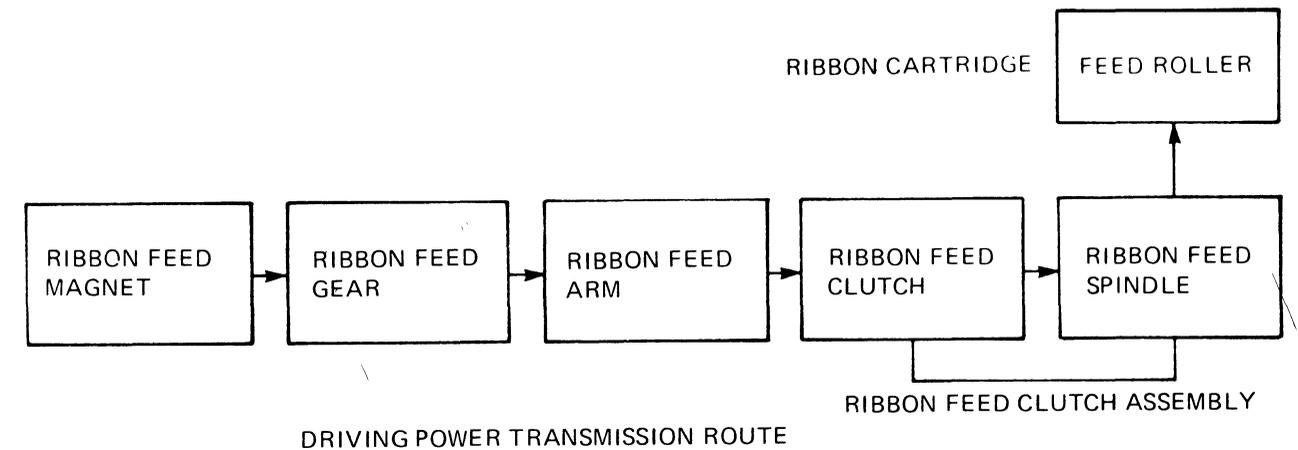 RIBBON CARTRIDGE
FEED ROLLER
RIBBON FEED
MAGNET
RIBBON FEED
GEAR
RIBBON FEED
ARM
RIBBON FEED
CLUTCH
RIBBON FEED
SPINDLE
RIBBON FEED CLUTCH ASSEMBLY
DRIVING POWER TRANSMISSION ROUTE